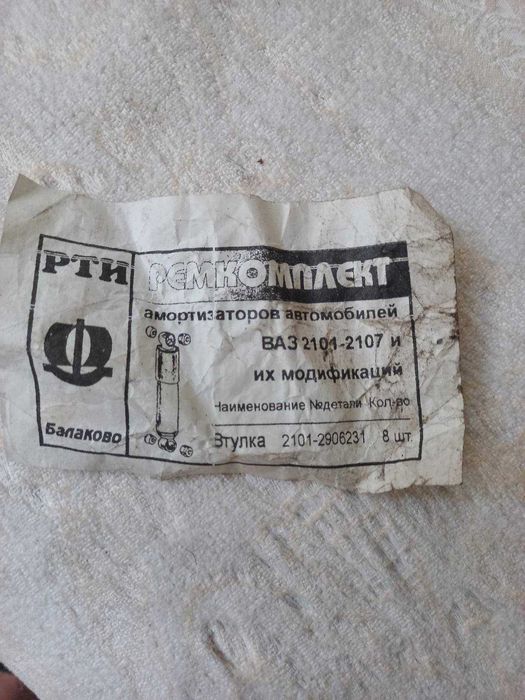 РТИ
Балаково
РЕМКОМПЛЕКТ
амортизаторов автомобилей
ВАЗ 2101-2107 и
их модификаций
Наименование №детали Кол-во
Втулка 2101-2906231 8 шт